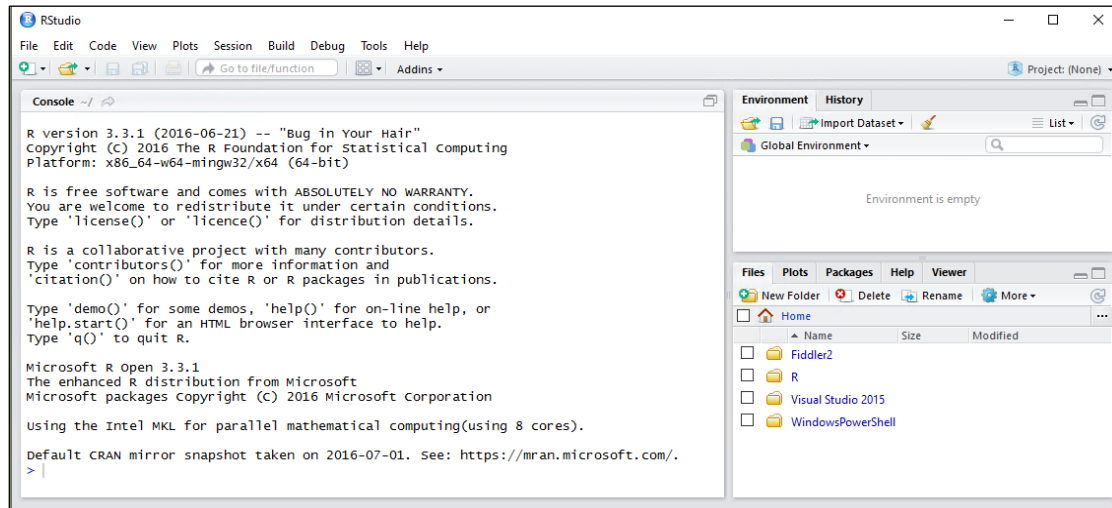 RStudio
File Edit Code View Plots Session Build Debug Tools Help
Go to file/function Addins Project: (None)
Console ~/
R version 3.3.1 (2016-06-21) -- "Bug in Your Hair"
Copyright (C) 2016 The R Foundation for Statistical Computing
Platform: x86_64-w64-mingw32/x64 (64-bit)
R is free software and comes with ABSOLUTELY NO WARRANTY.
You are welcome to redistribute it under certain conditions.
Type 'license()' or 'licence()' for distribution details.
R is a collaborative project with many contributors.
Type 'contributors()' for more information and
'citation()' on how to cite R or R packages in publications.
Type 'demo()' for some demos, 'help()' for on-line help, or
'help.start()' for an HTML browser interface to help.
Type 'q()' to quit R.
Microsoft R Open 3.3.1
The enhanced R distribution from Microsoft
Microsoft packages Copyright (C) 2016 Microsoft Corporation
Using the Intel MKL for parallel mathematical computing(using 8 cores).
Default CRAN mirror snapshot taken on 2016-07-01. See: https://mran.microsoft.com/.
>
Environment History
Import Dataset List
Global Environment
Environment is empty
Files Plots Packages Help Viewer
New Folder Delete Rename More
Home ...
Name Size Modified
Fiddler2
R
Visual Studio 2015
WindowsPowerShell